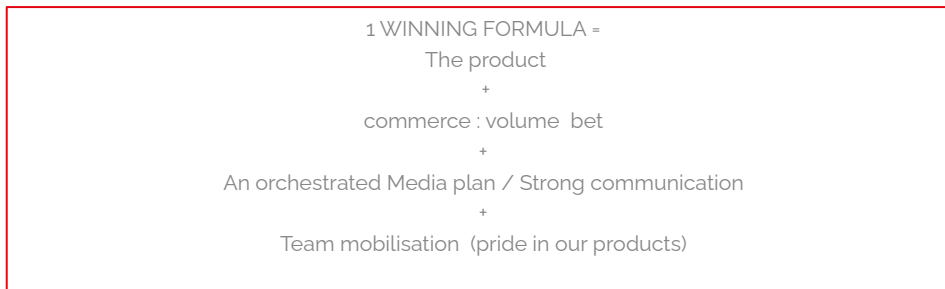 1 WINNING FORMULA =
The product
+
commerce : volume  bet
+
An orchestrated Media plan / Strong communication
+
Team mobilisation  (pride in our products)